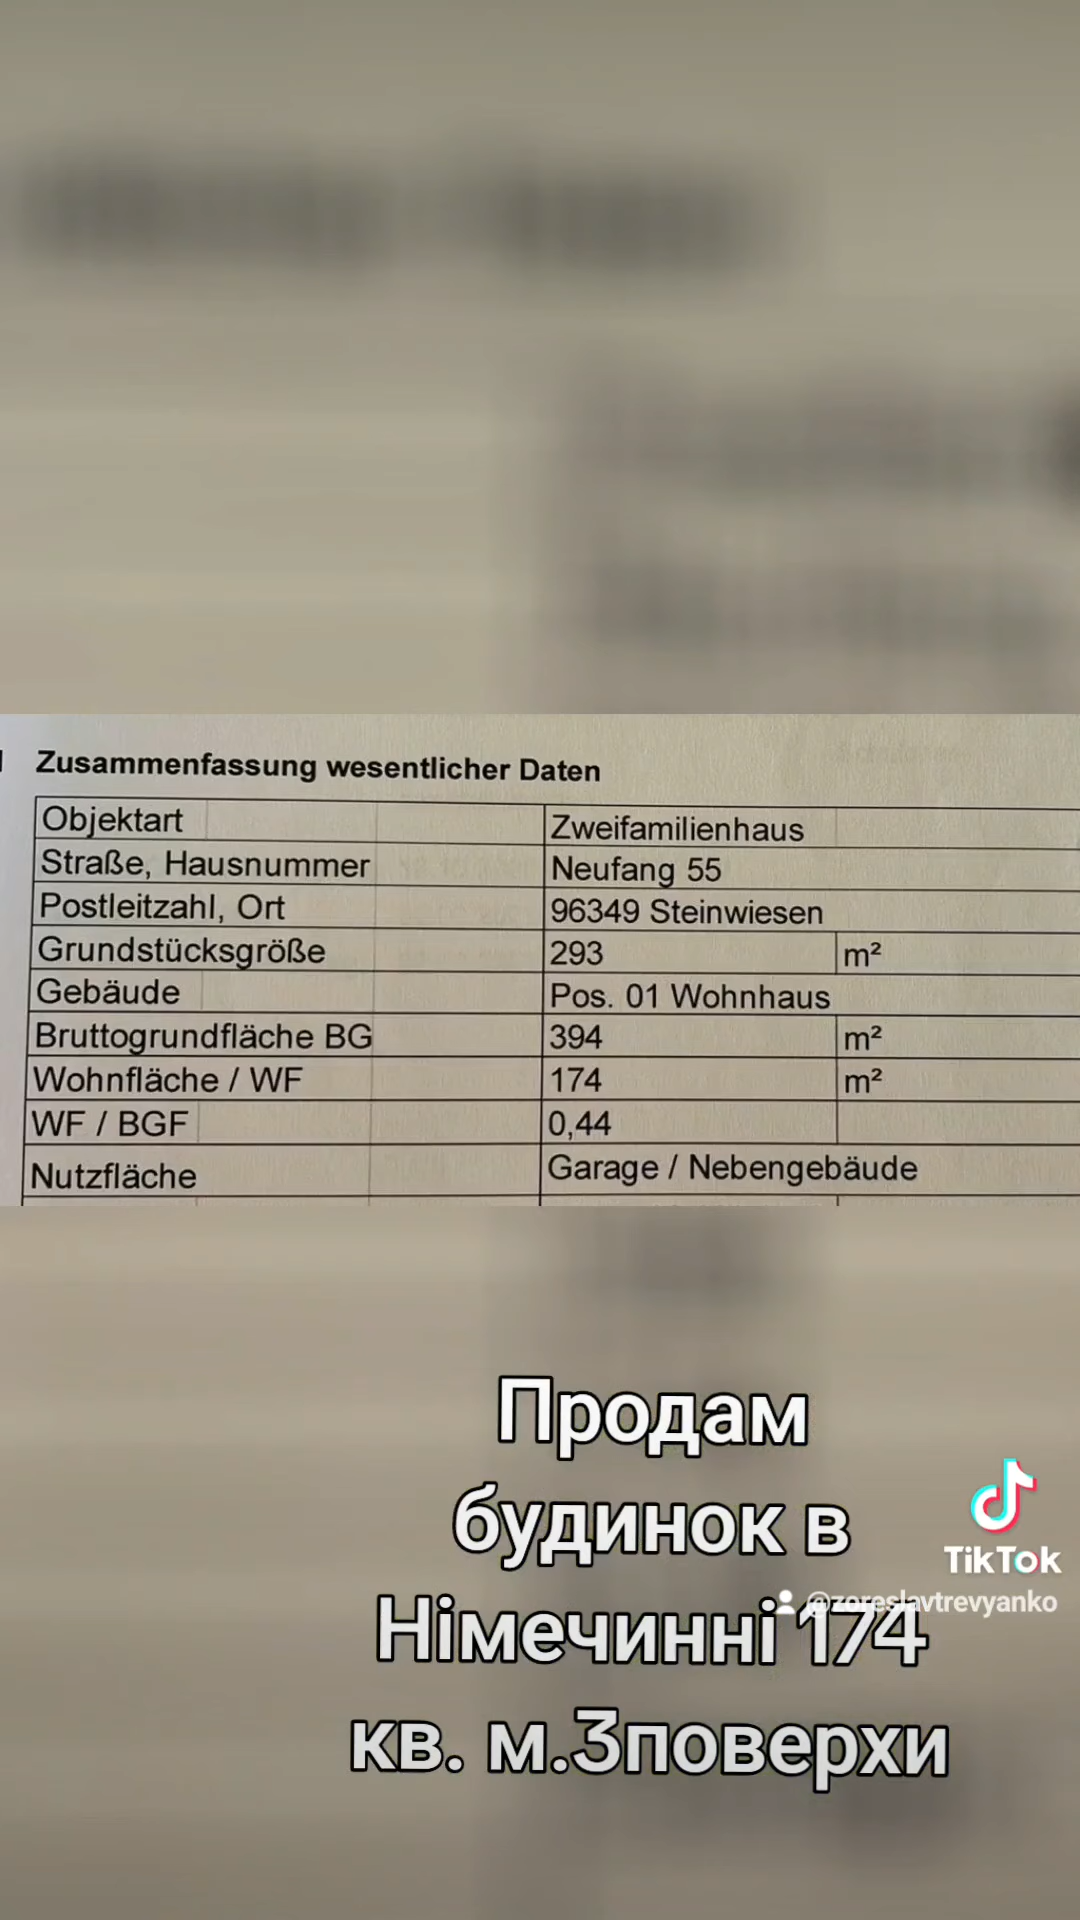 Zusammenfassung wesentlicher Daten
Objektart Zweifamilienhaus
Straße, Hausnummer Neufang 55
Postleitzahl, Ort 96349 Steinwiesen
Grundstücksgröße 293 m²
Gebäude Pos. 01 Wohnhaus
Bruttogrundfläche BG 394 m²
Wohnfläche / WF 174 m²
WF / BGF 0,44
Nutzfläche Garage / Nebengebäude
Продам
будинок в
Німечинні 174
кв. м.3поверхи
TikTok
@zoreslavtrevyanko